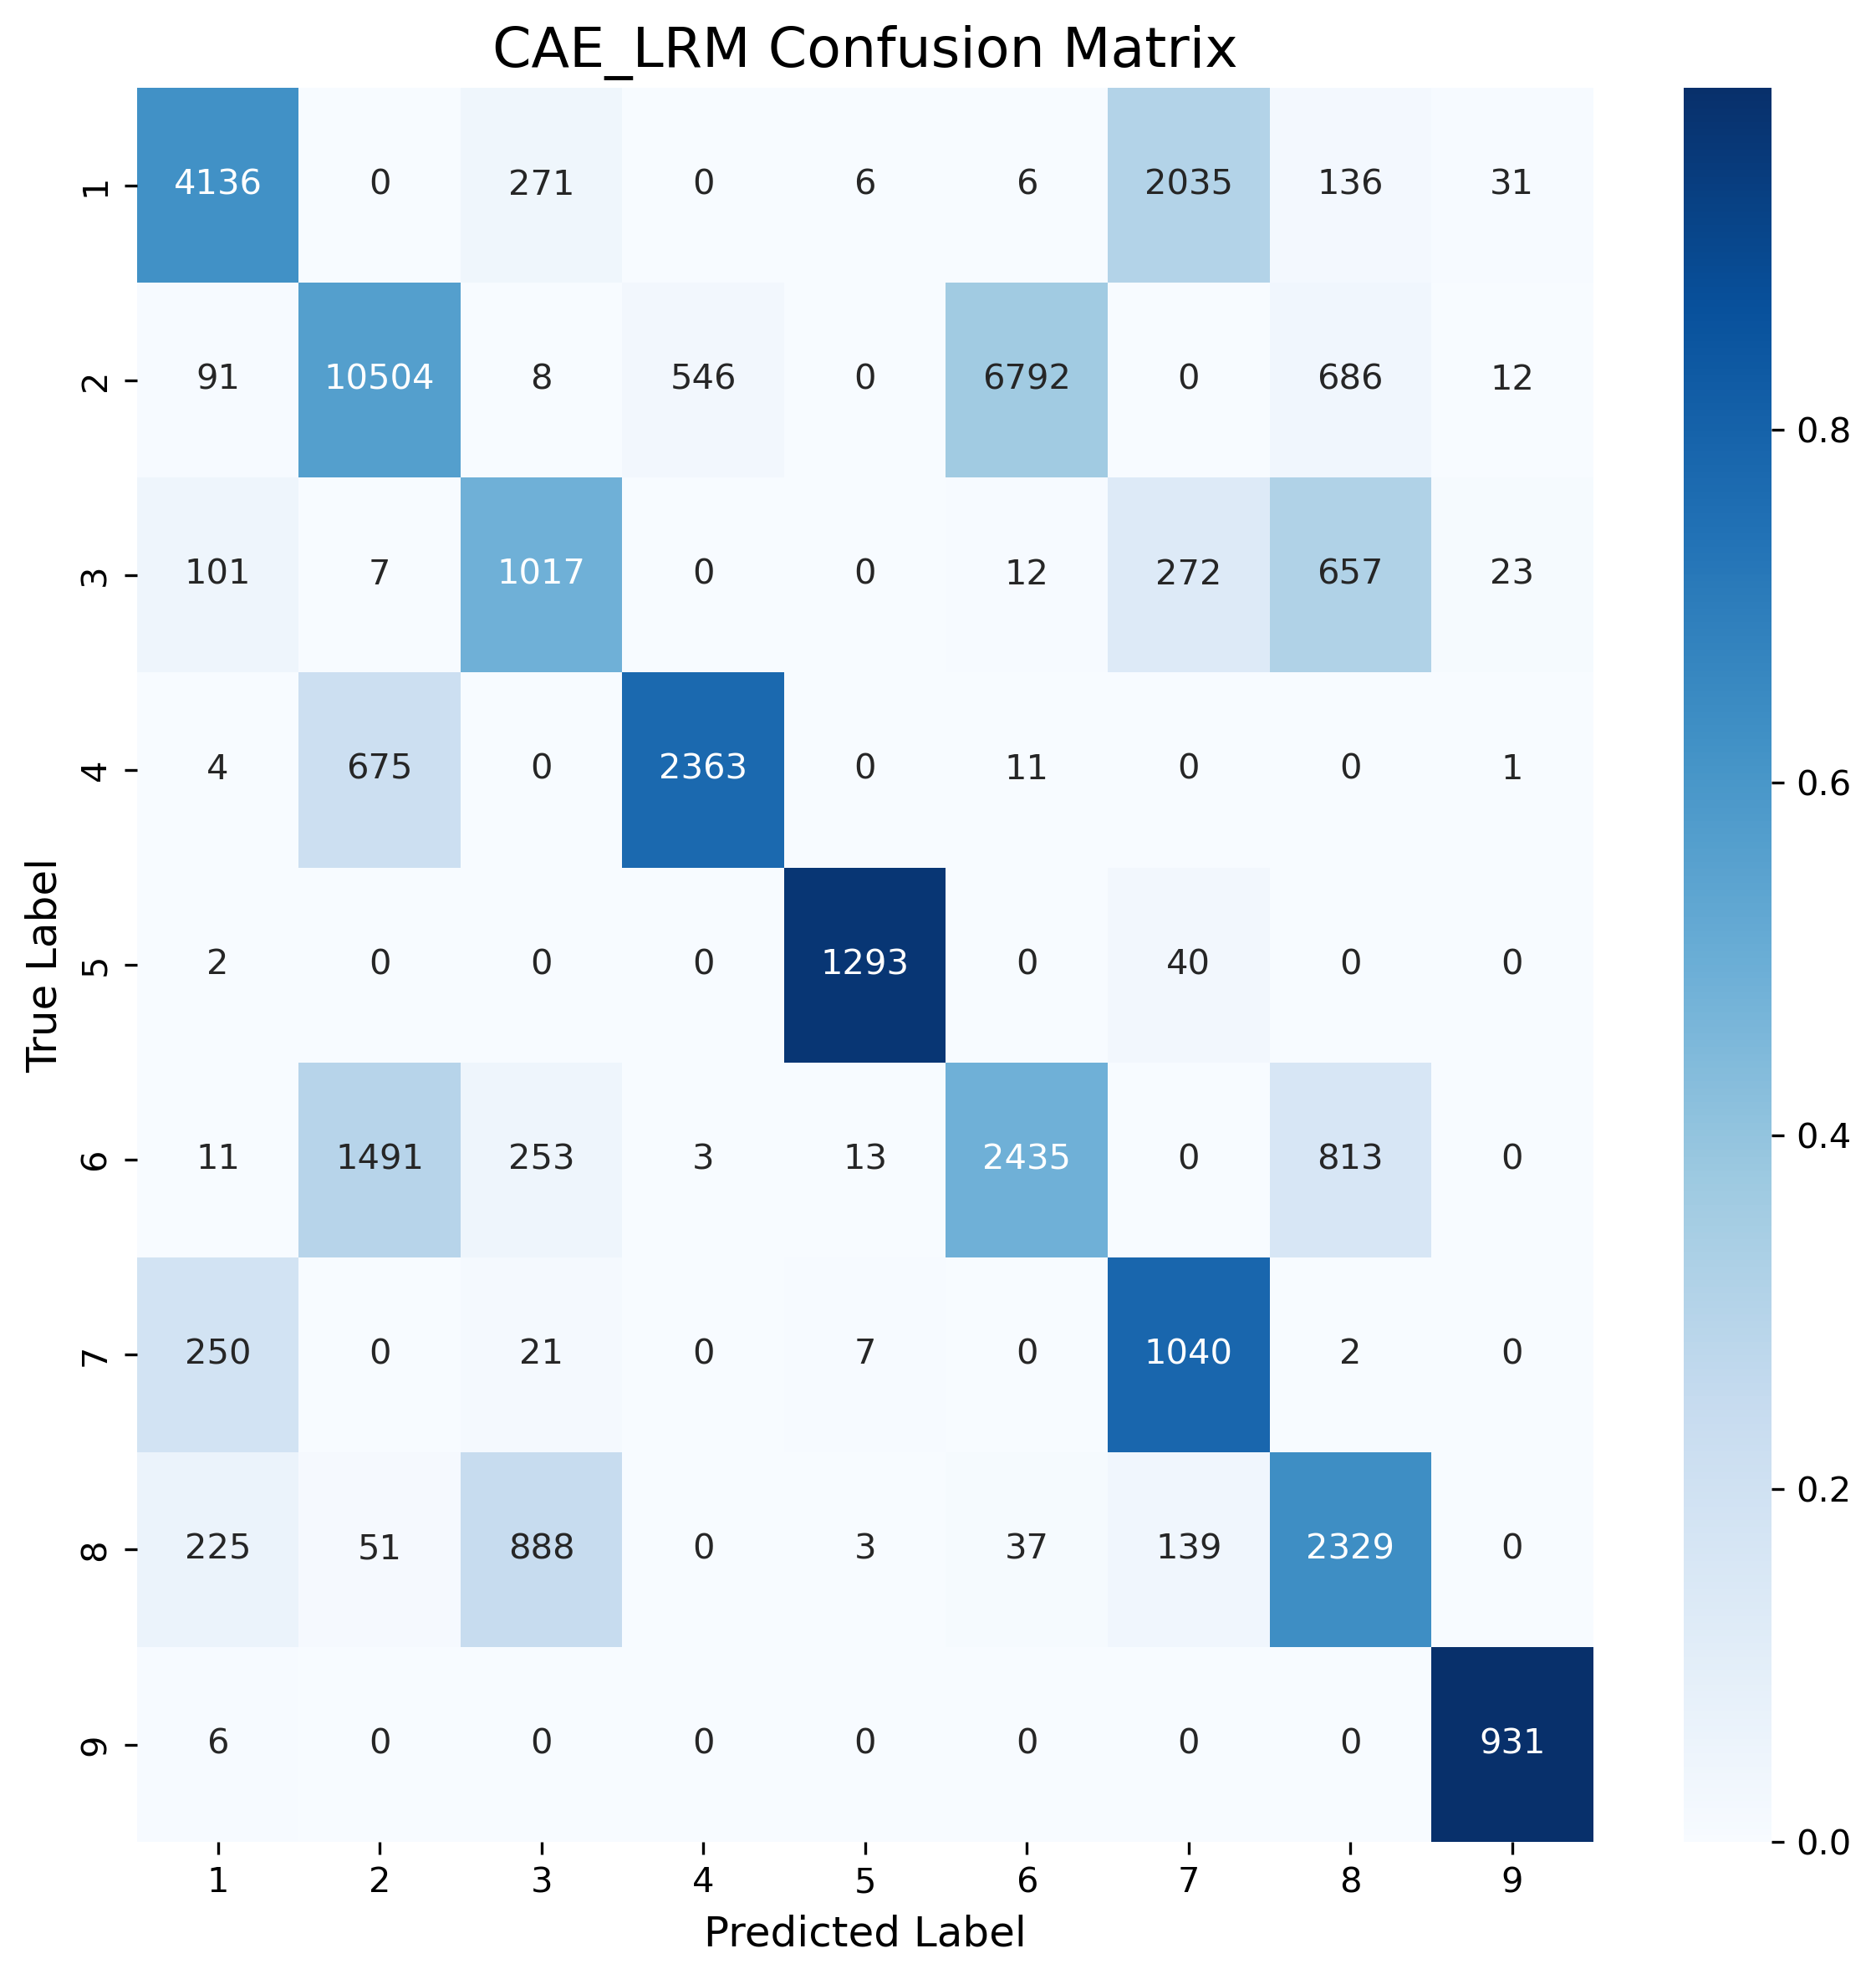 CAE_LRM Confusion Matrix
1 4136 0 271 0 6 6 2035 136 31
2 91 10504 8 546 0 6792 0 686 12
3 101 7 1017 0 0 12 272 657 23
4 4 675 0 2363 0 11 0 0 1
5 2 0 0 0 1293 0 40 0 0
6 11 1491 253 3 13 2435 0 813 0
7 250 0 21 0 7 0 1040 2 0
8 225 51 888 0 3 37 139 2329 0
9 6 0 0 0 0 0 0 0 931
1 2 3 4 5 6 7 8 9
Predicted Label
True Label
0.8
0.6
0.4
0.2
0.0